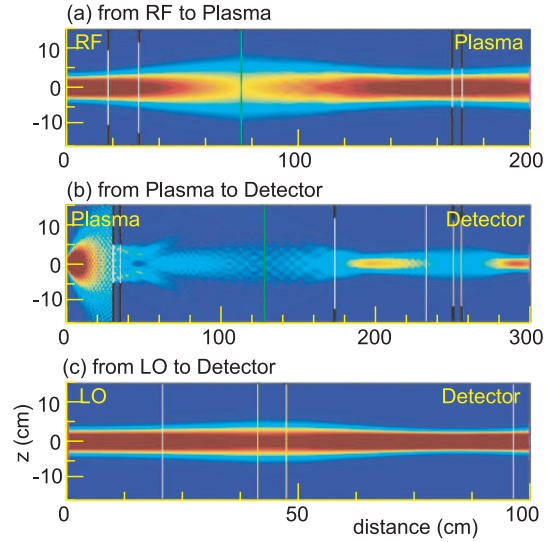 (a) from RF to Plasma
10
0
-10
RF
Plasma
0
100
200
(b) from Plasma to Detector
10
0
-10
Plasma
Detector
0
100
200
300
(c) from LO to Detector
z (cm)
10
0
-10
LO
Detector
0
50
100
distance (cm)